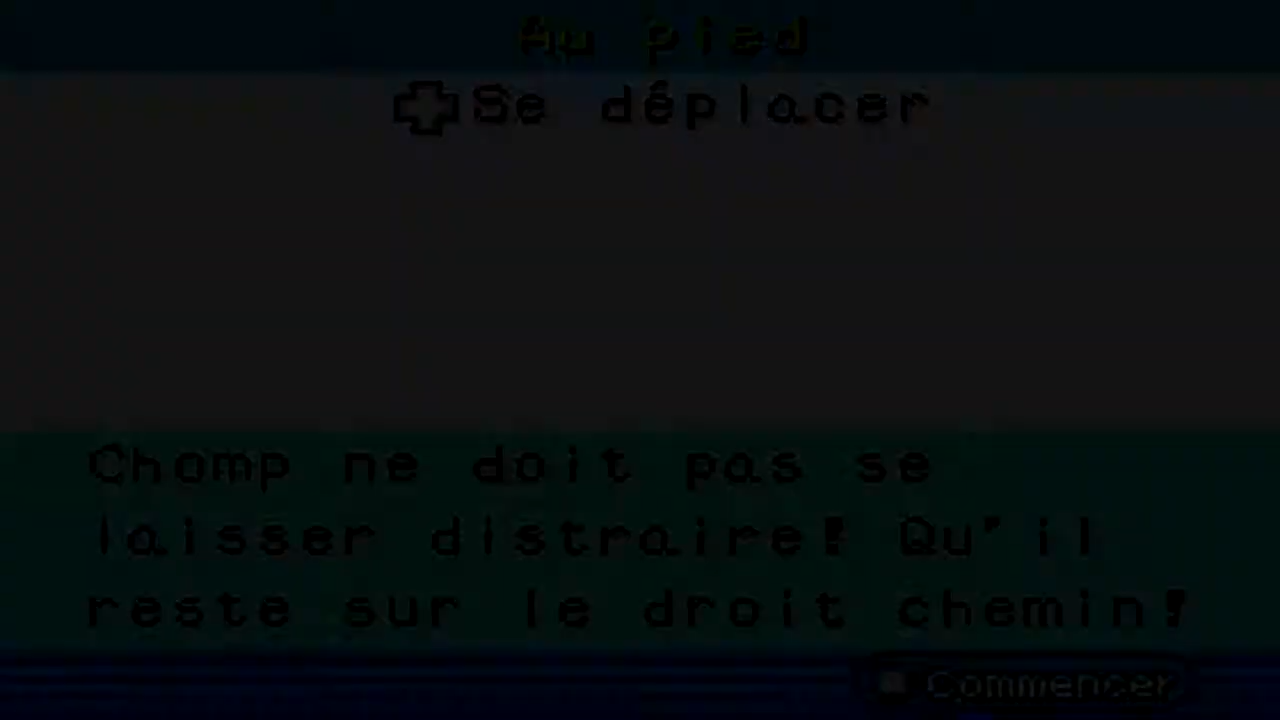 Au pied
Se déplacer
Chomp ne doit pas se
laisser distraire! Qu'il
reste sur le droit chemin!
Commencer